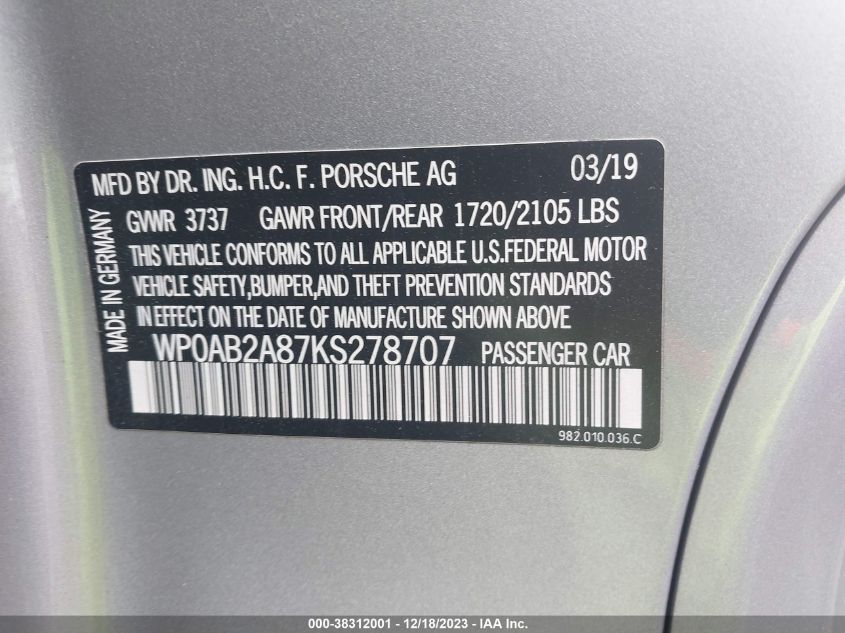 MFD BY DR. ING. H.C. F. PORSCHE AG 03/19
GVWR 3737 GAWR FRONT/REAR 1720/2105 LBS
THIS VEHICLE CONFORMS TO ALL APPLICABLE U.S.FEDERAL MOTOR
VEHICLE SAFETY,BUMPER,AND THEFT PREVENTION STANDARDS
IN EFFECT ON THE DATE OF MANUFACTURE SHOWN ABOVE
WP0AB2A87KS278707 PASSENGER CAR
982.010.036.C
MADE IN GERMANY
000-38312001 - 12/18/2023 - IAA Inc.